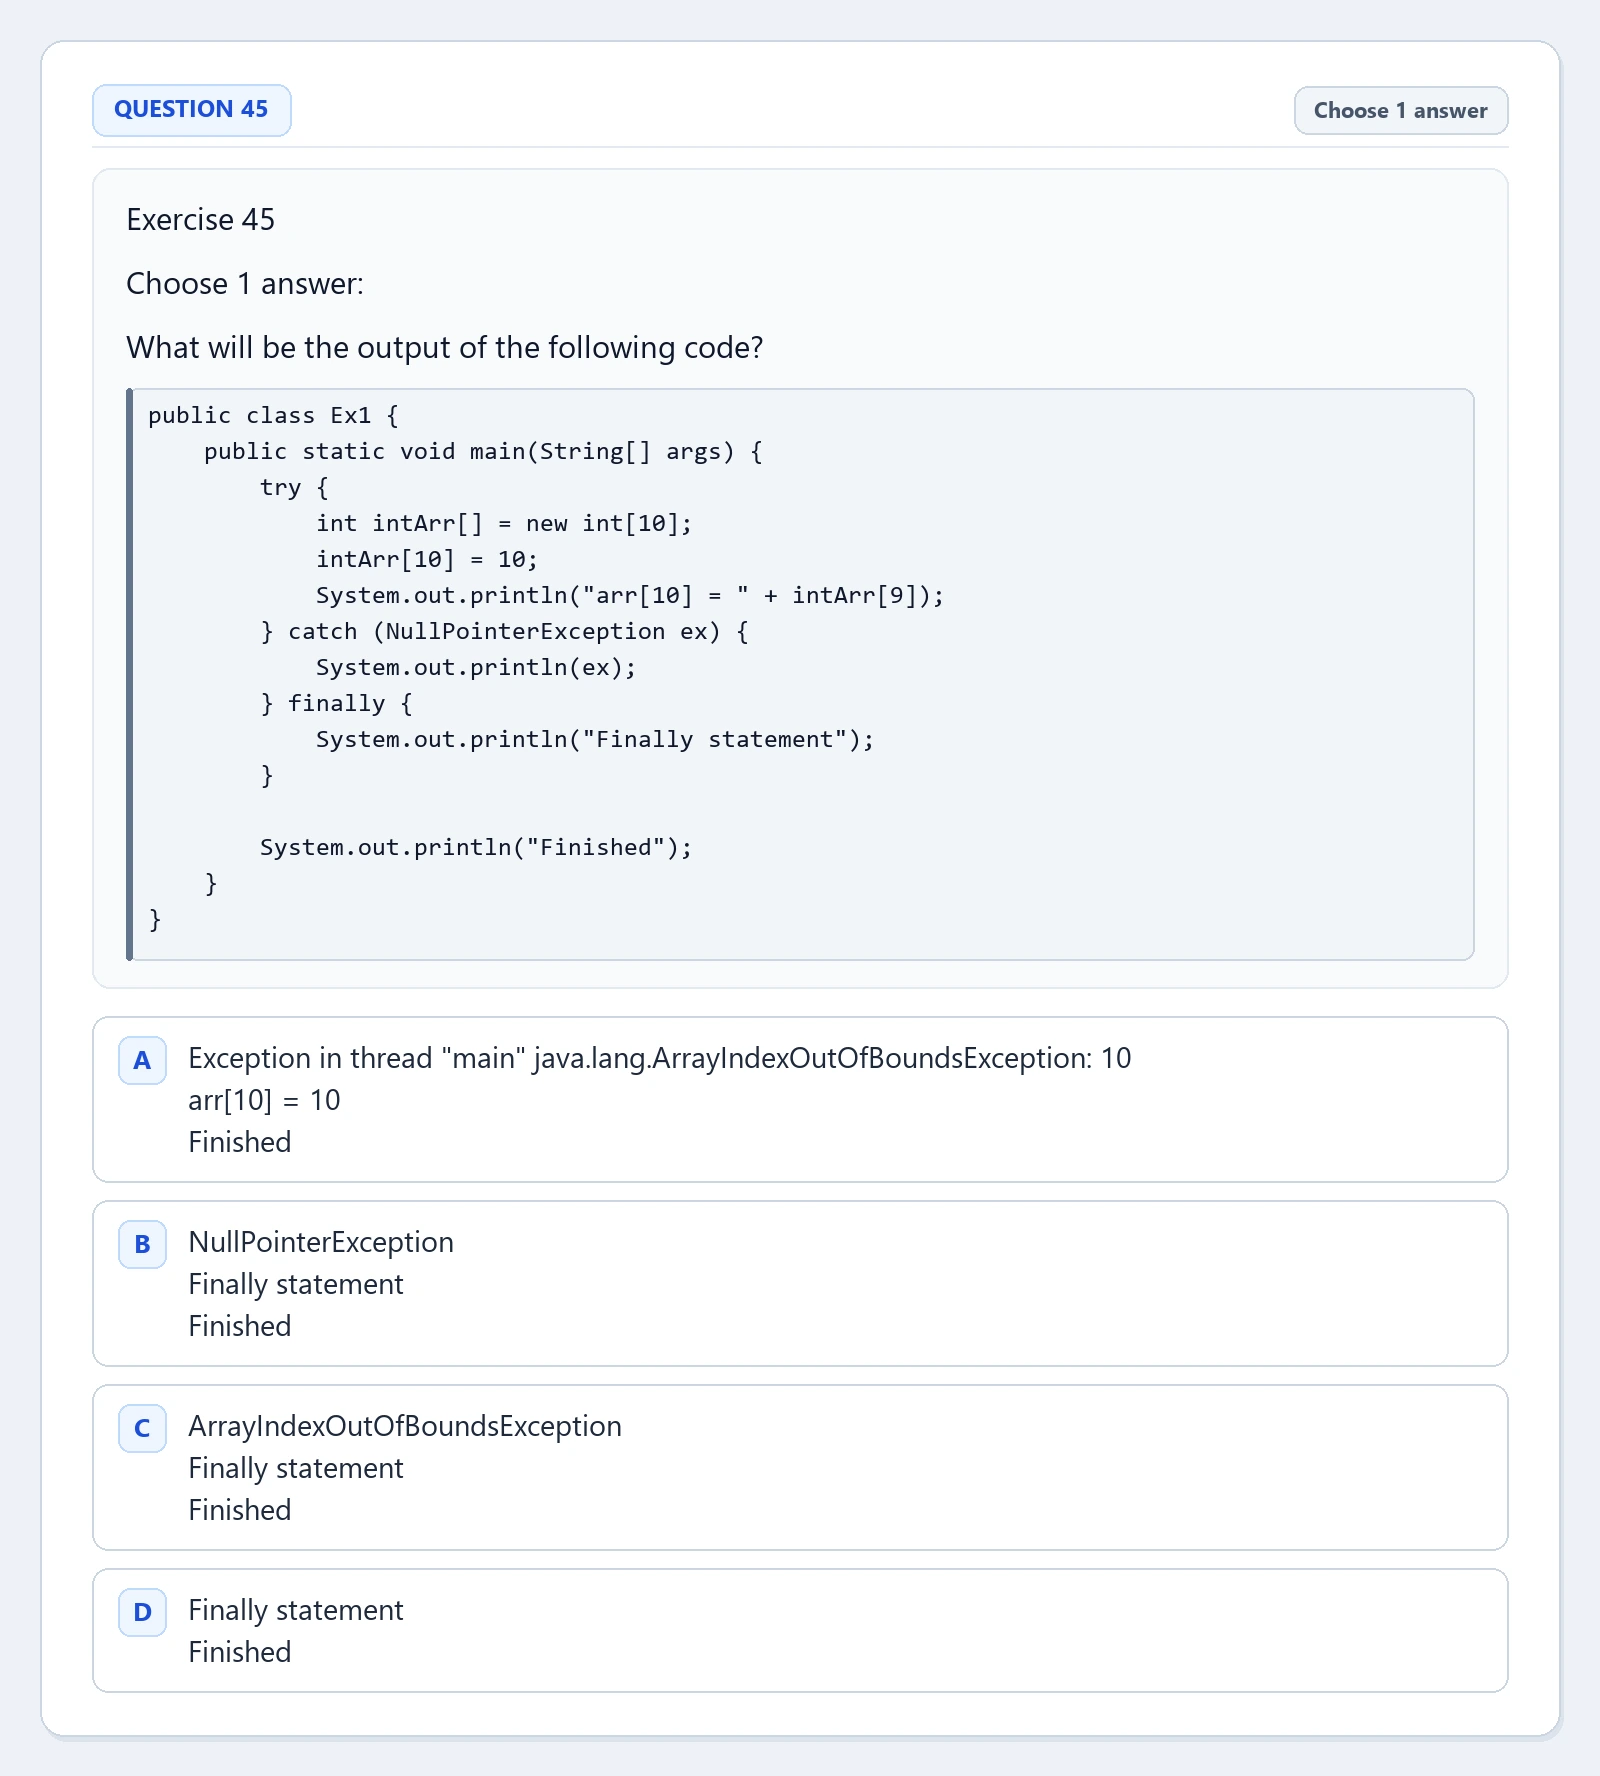 QUESTION 45
Choose 1 answer
Exercise 45
Choose 1 answer:
What will be the output of the following code?
public class Ex1 {
    public static void main(String[] args) {
        try {
            int intArr[] = new int[10];
            intArr[10] = 10;
            System.out.println("arr[10] = " + intArr[9]);
        } catch (NullPointerException ex) {
            System.out.println(ex);
        } finally {
            System.out.println("Finally statement");
        }

        System.out.println("Finished");
    }
}
A
Exception in thread "main" java.lang.ArrayIndexOutOfBoundsException: 10
arr[10] = 10
Finished
B
NullPointerException
Finally statement
Finished
C
ArrayIndexOutOfBoundsException
Finally statement
Finished
D
Finally statement
Finished